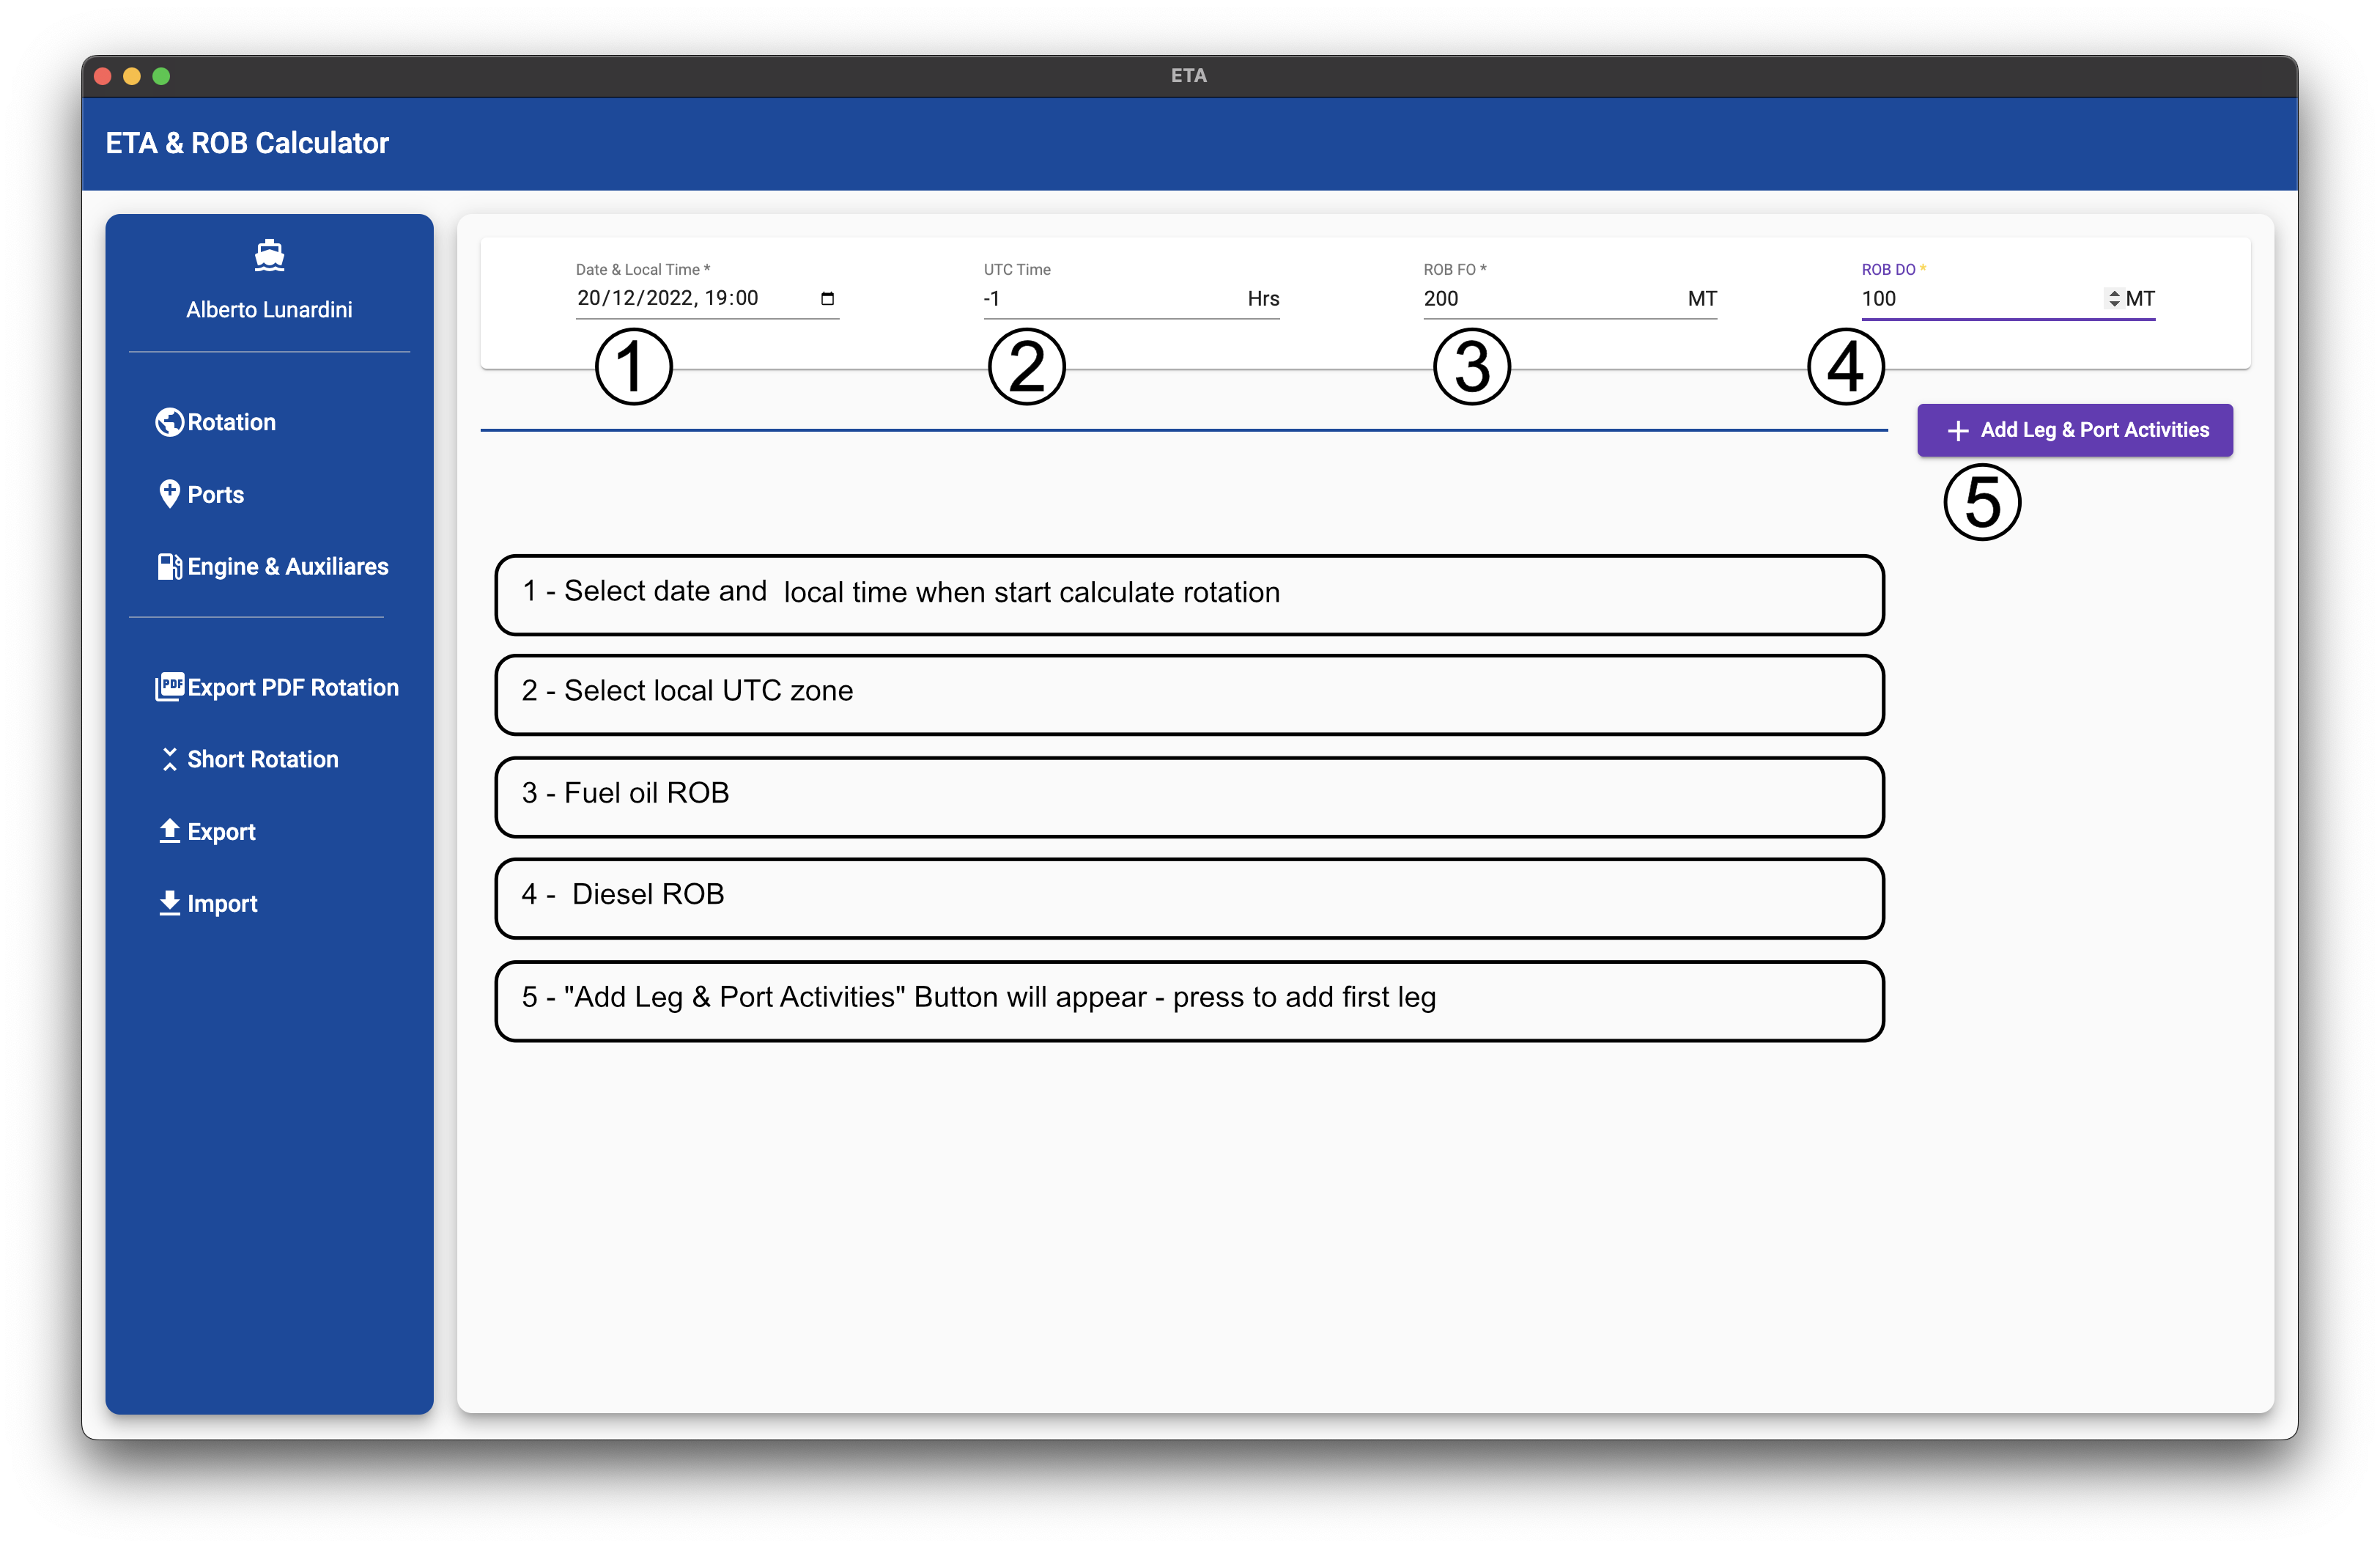 ETA
ETA & ROB Calculator
Alberto Lunardini
Rotation
Ports
Engine & Auxiliares
PDF Export PDF Rotation
Short Rotation
Export
Import
Date & Local Time * UTC Time ROB FO * ROB DO *
20/12/2022, 19:00 -1 Hrs 200 MT 100 MT
1 2 3 4
Add Leg & Port Activities
5
1 - Select date and local time when start calculate rotation
2 - Select local UTC zone
3 - Fuel oil ROB
4 - Diesel ROB
5 - "Add Leg & Port Activities" Button will appear - press to add first leg